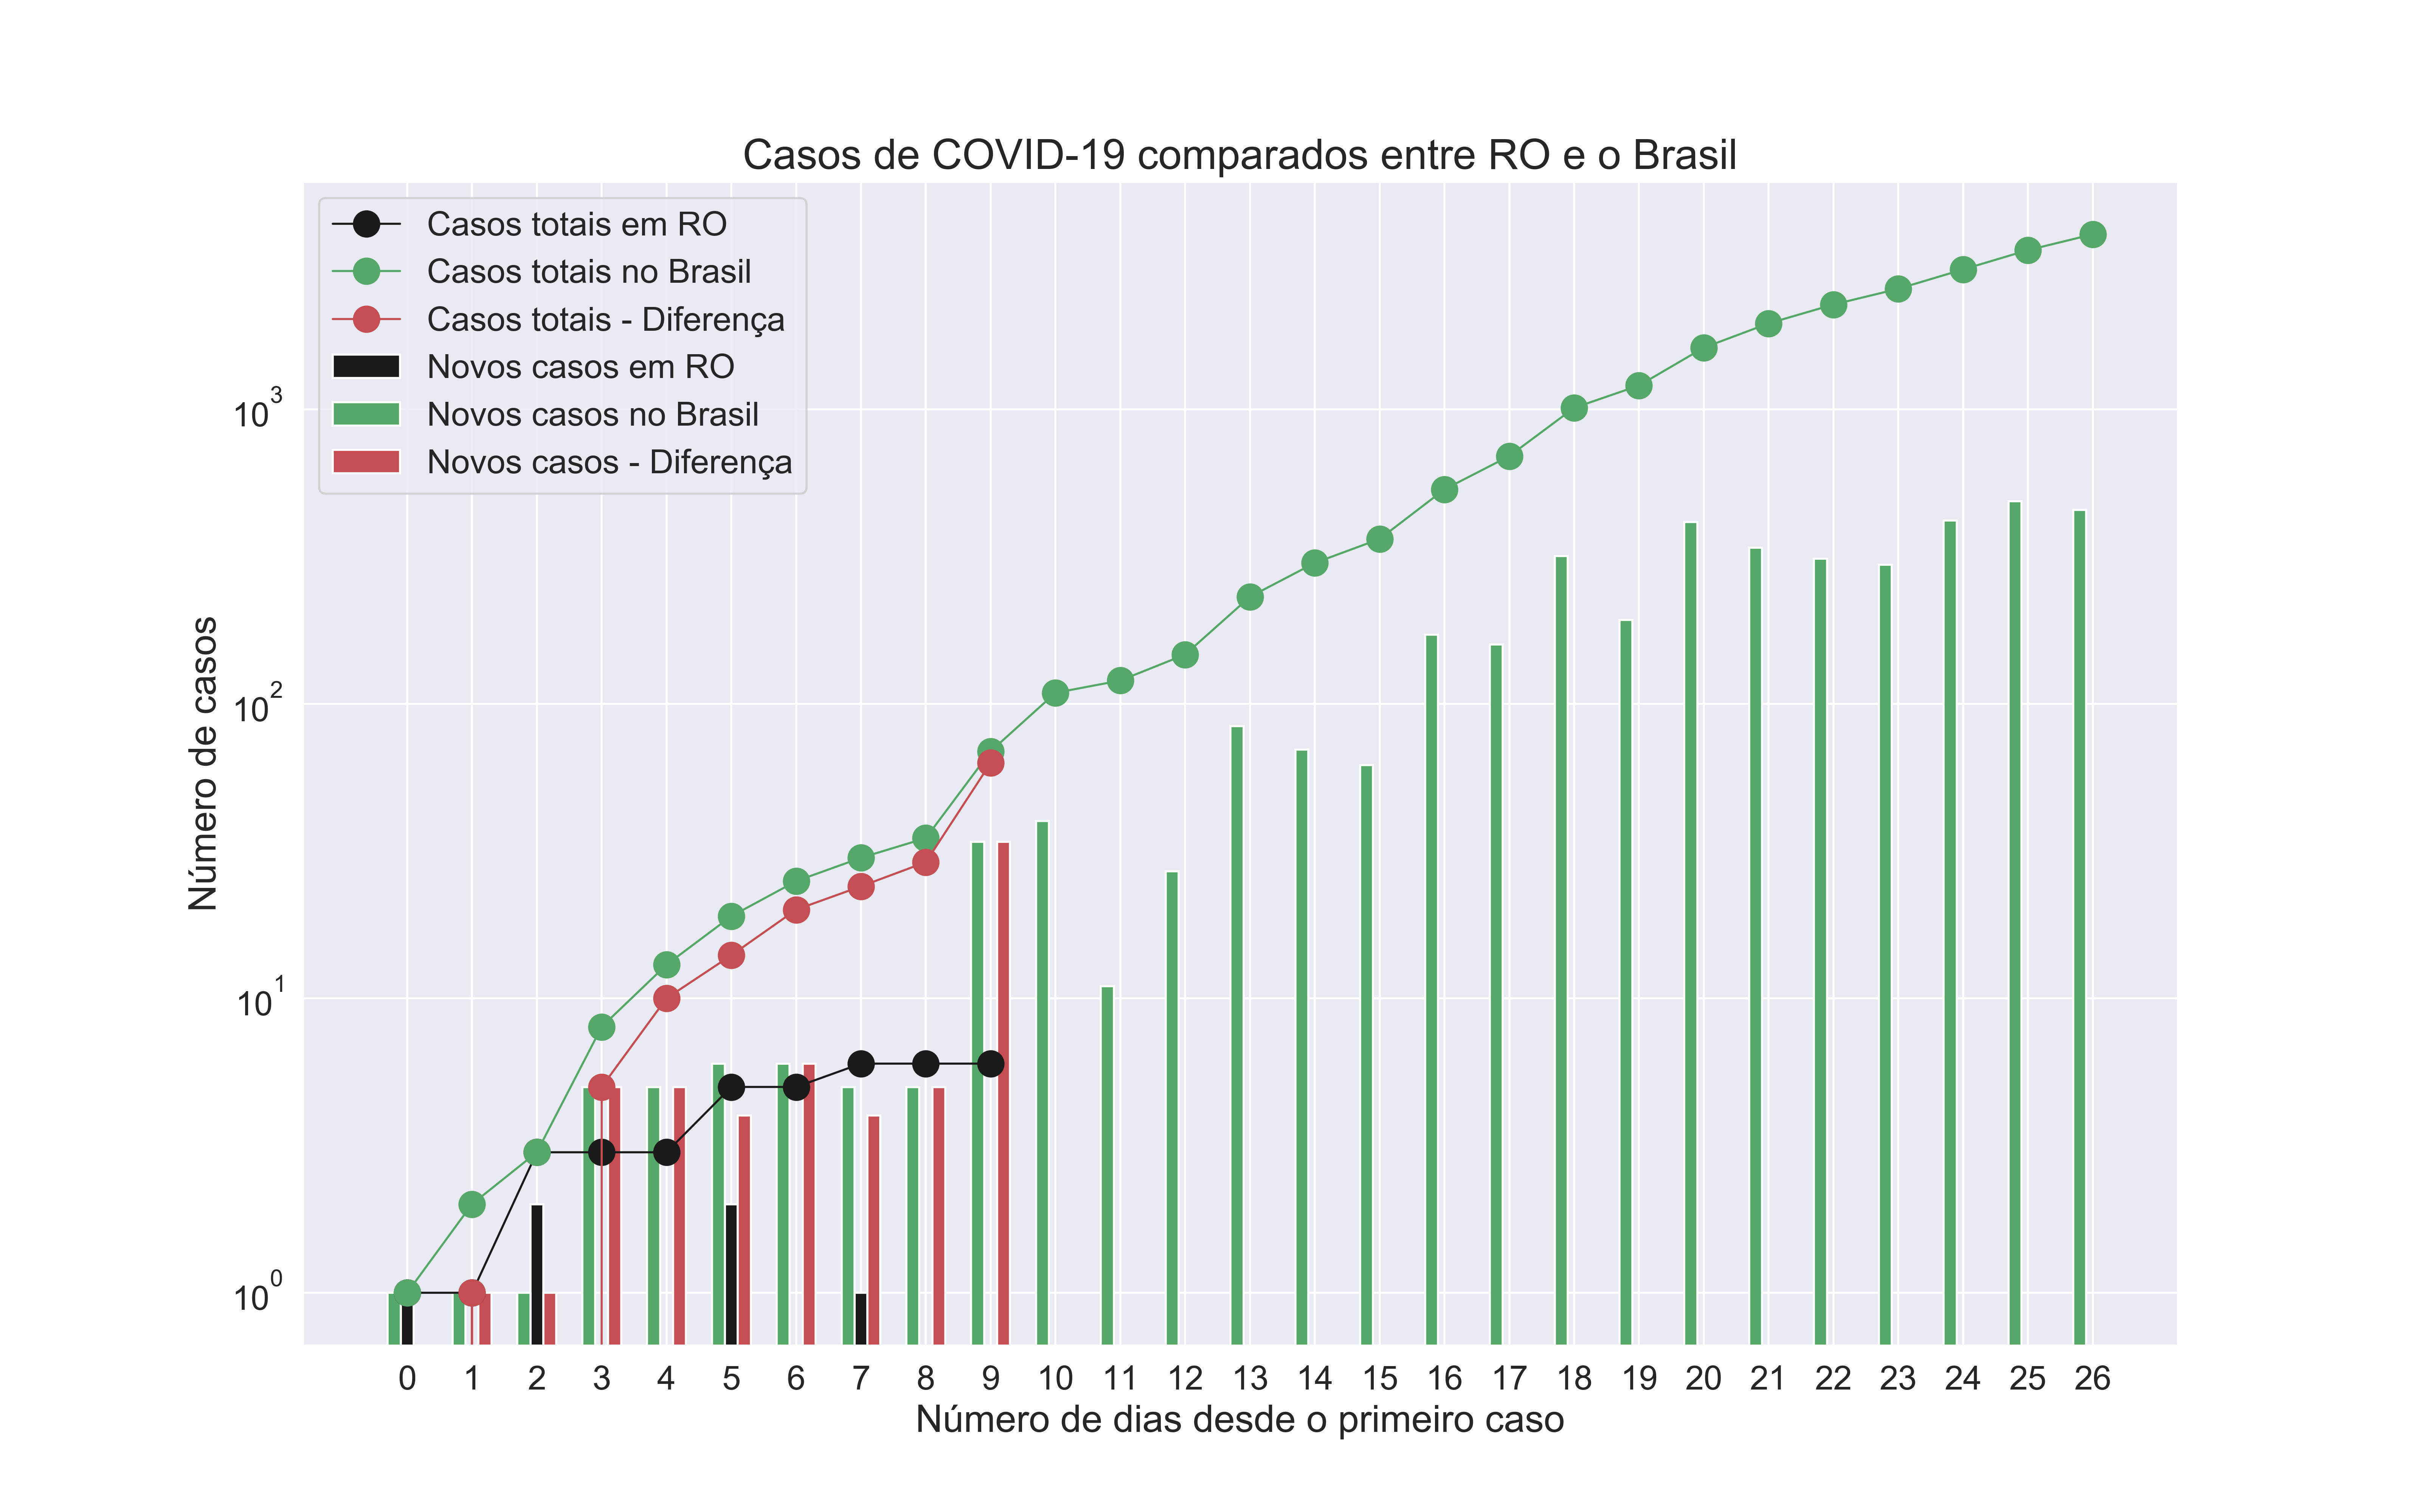 Casos de COVID-19 comparados entre RO e o Brasil
Casos totais em RO
Casos totais no Brasil
Casos totais - Diferença
Novos casos em RO
Novos casos no Brasil
Novos casos - Diferença
Número de casos
10^3
10^2
10^1
10^0
0 1 2 3 4 5 6 7 8 9 10 11 12 13 14 15 16 17 18 19 20 21 22 23 24 25 26
Número de dias desde o primeiro caso